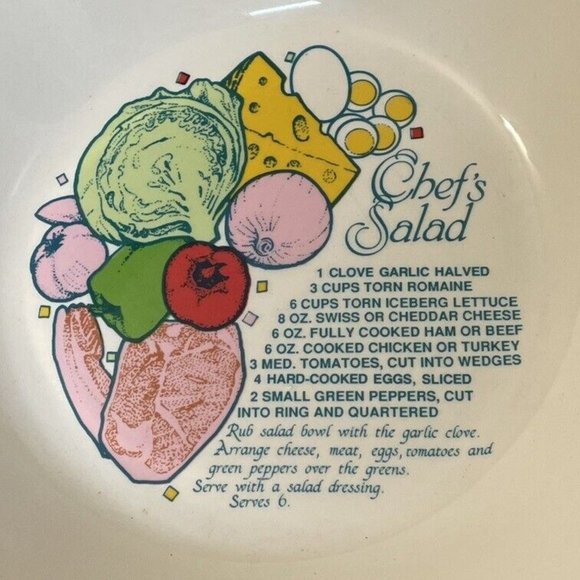 Chef's
Salad
1 CLOVE GARLIC HALVED
3 CUPS TORN ROMAINE
6 CUPS TORN ICEBERG LETTUCE
8 OZ. SWISS OR CHEDDAR CHEESE
6 OZ. FULLY COOKED HAM OR BEEF
6 OZ. COOKED CHICKEN OR TURKEY
3 MED. TOMATOES, CUT INTO WEDGES
4 HARD-COOKED EGGS, SLICED
2 SMALL GREEN PEPPERS, CUT
INTO RING AND QUARTERED
Rub salad bowl with the garlic clove.
Arrange cheese, meat, eggs, tomatoes and
green peppers over the greens.
Serve with a salad dressing.
Serves 6.